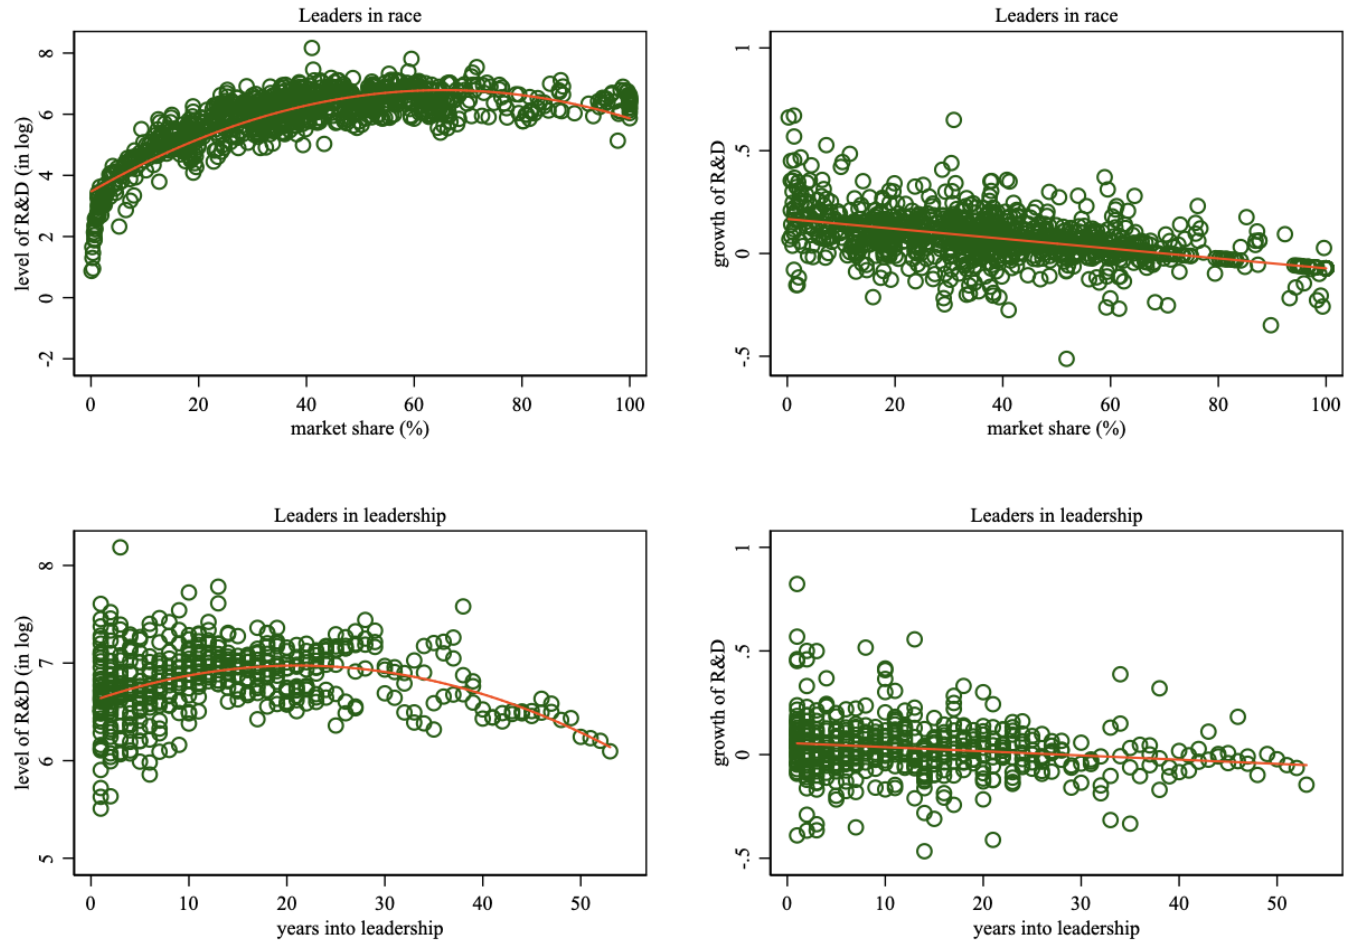 Leaders in race
level of R&D (in log)
8
6
4
2
0
-2
0 20 40 60 80 100
market share (%)
Leaders in race
growth of R&D
1
.5
0
-.5
0 20 40 60 80 100
market share (%)
Leaders in leadership
level of R&D (in log)
8
7
6
5
0 10 20 30 40 50
years into leadership
Leaders in leadership
growth of R&D
1
.5
0
-.5
0 10 20 30 40 50
years into leadership